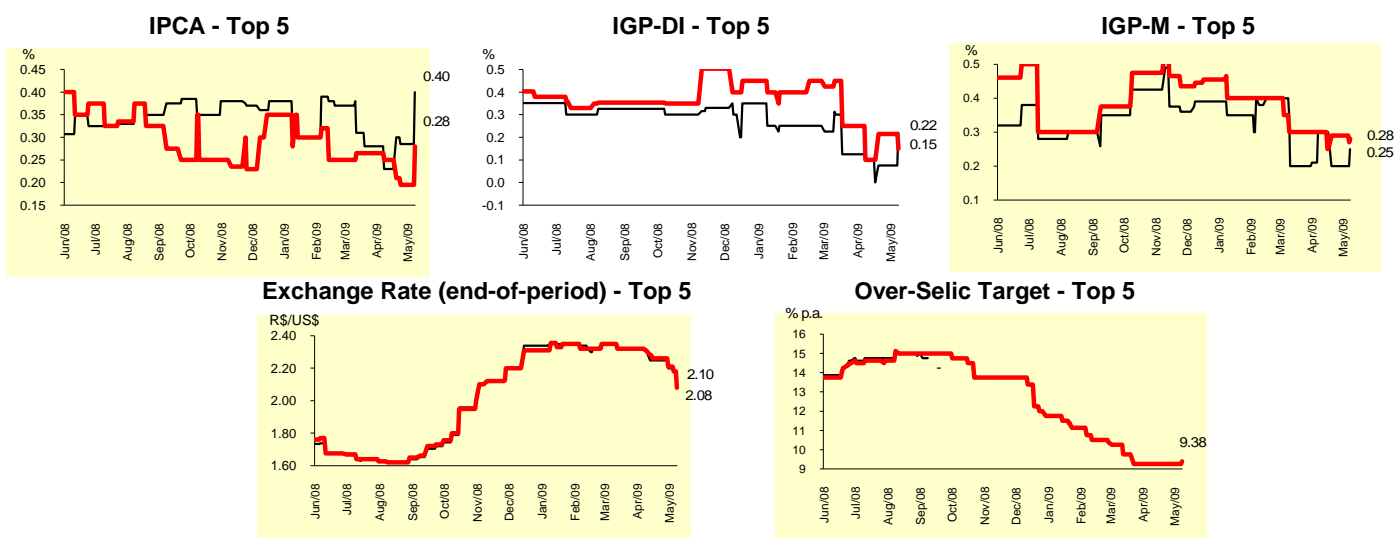 IPCA - Top 5
%
0.45
0.40
0.35
0.30
0.25
0.20
0.15
0.40
0.28
Jun/08
Jul/08
Aug/08
Sep/08
Oct/08
Nov/08
Dec/08
Jan/09
Feb/09
Mar/09
Apr/09
May/09
IGP-DI - Top 5
%
0.5
0.4
0.3
0.2
0.1
0.0
-0.1
0.22
0.15
Jun/08
Jul/08
Aug/08
Sep/08
Oct/08
Nov/08
Dec/08
Jan/09
Feb/09
Mar/09
Apr/09
May/09
IGP-M - Top 5
%
0.5
0.4
0.3
0.2
0.1
0.28
0.25
Jun/08
Jul/08
Aug/08
Sep/08
Oct/08
Nov/08
Dec/08
Jan/09
Feb/09
Mar/09
Apr/09
May/09
Exchange Rate (end-of-period) - Top 5
R$/US$
2.40
2.20
2.00
1.80
1.60
2.10
2.08
Jun/08
Jul/08
Aug/08
Sep/08
Oct/08
Nov/08
Dec/08
Jan/09
Feb/09
Mar/09
Apr/09
May/09
Over-Selic Target - Top 5
% p.a.
16
15
14
13
12
11
10
9
9.38
Jun/08
Jul/08
Aug/08
Sep/08
Oct/08
Nov/08
Dec/08
Jan/09
Feb/09
Mar/09
Apr/09
May/09